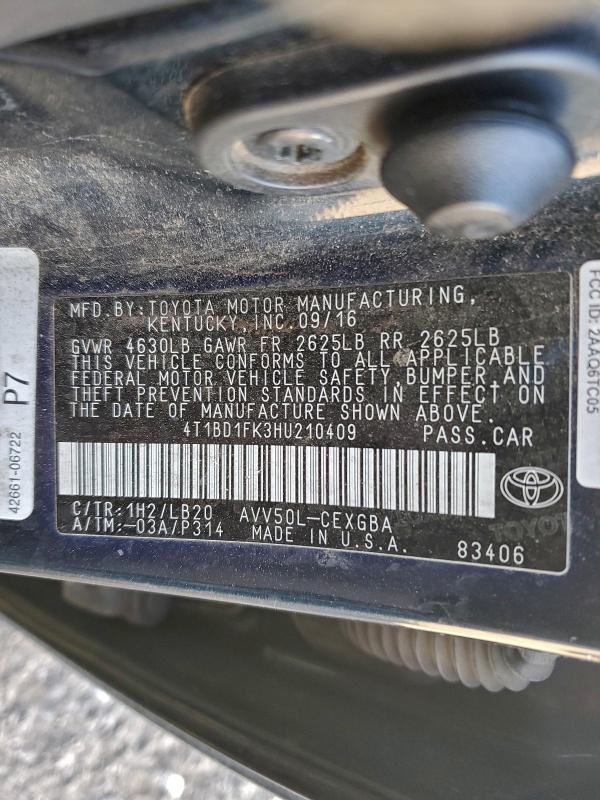 MFD.BY:TOYOTA MOTOR MANUFACTURING,
KENTUCKY,INC.09/16
GVWR 4630LB GAWR FR 2625LB RR 2625LB
THIS VEHICLE CONFORMS TO ALL APPLICABLE
FEDERAL MOTOR VEHICLE SAFETY,BUMPER,AND
THEFT PREVENTION STANDARDS IN EFFECT ON
THE DATE OF MANUFACTURE SHOWN ABOVE.
4T1BD1FK3HU210409 PASS.CAR
C/TR:1H2/LB20 AVV50L-CEXGBA
A/TM:-03A/P314 MADE IN U.S.A. 83406
TOYOTA
42661-06722 P7
FCC ID: 2AAQ8TC05